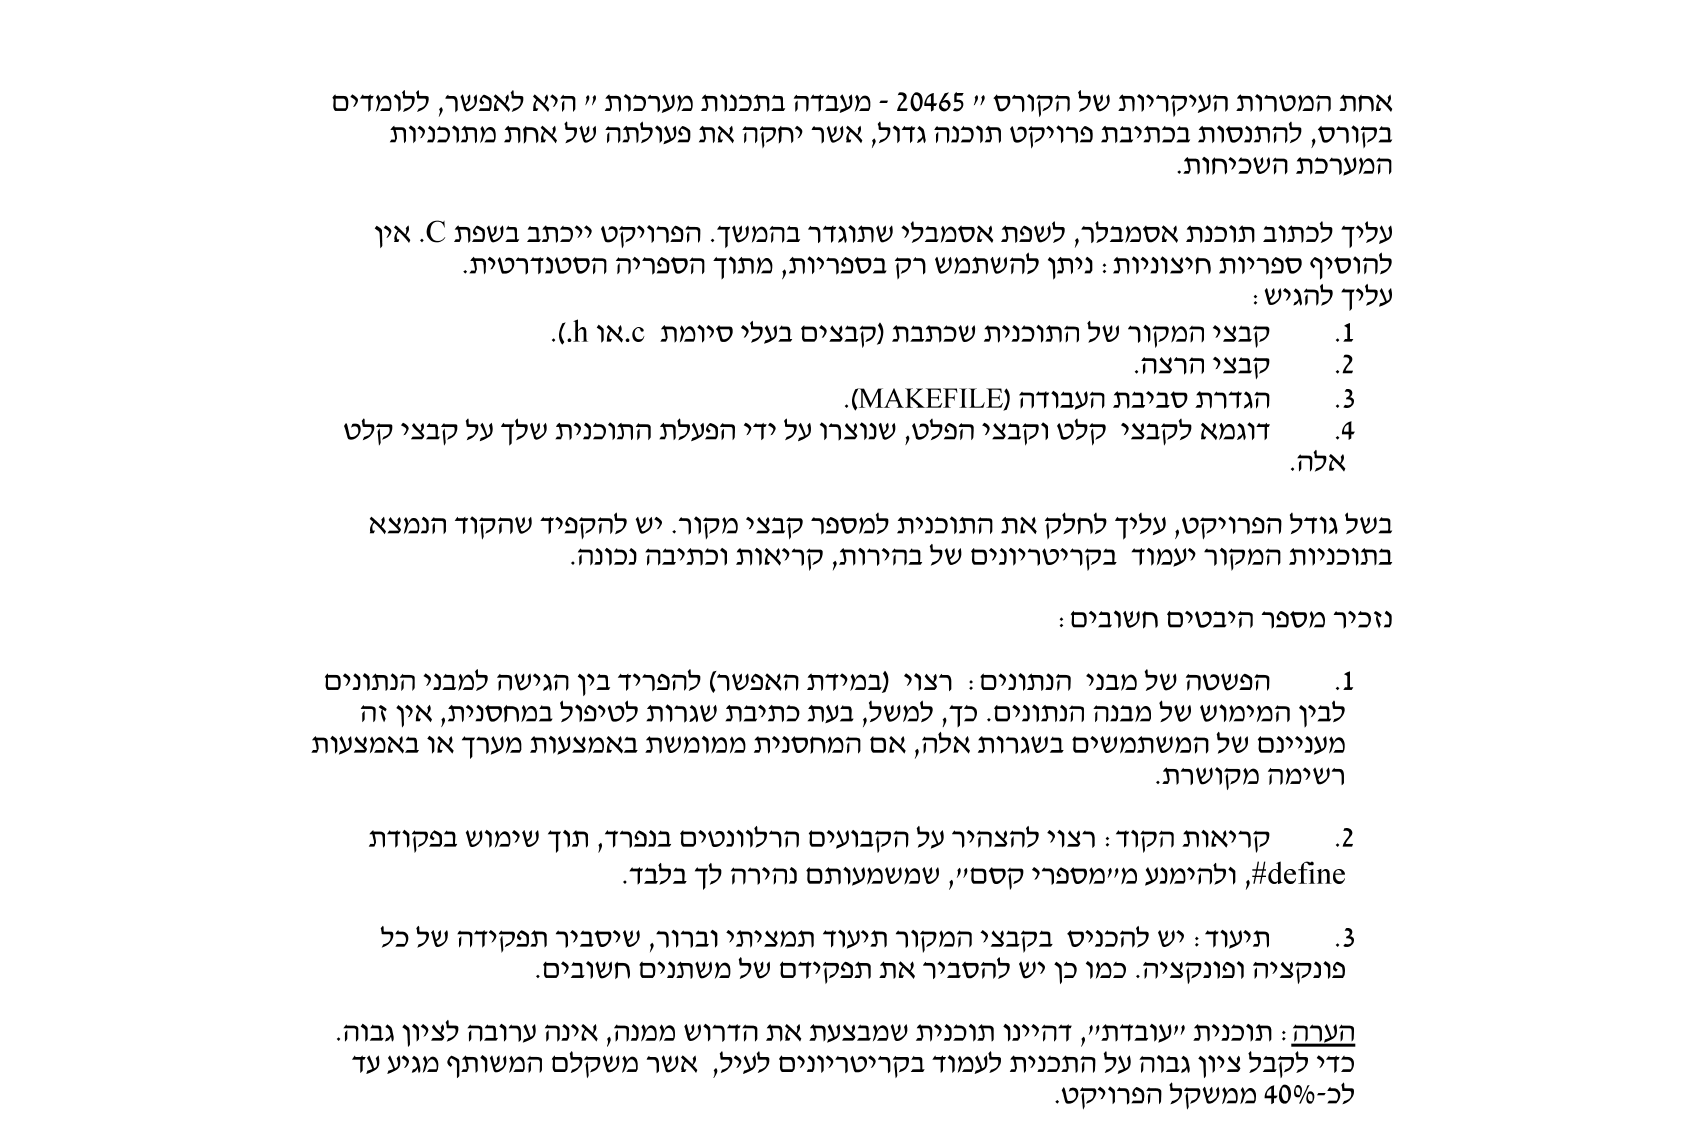 אחת המטרות העיקריות של הקורס " 20465 - מעבדה בתכנות מערכות " היא לאפשר, ללומדים
בקורס, להתנסות בכתיבת פרויקט תוכנה גדול, אשר יחקה את פעולתה של אחת מתוכניות
המערכת השכיחות.
עליך לכתוב תוכנת אסמבלר, לשפת אסמבלי שתוגדר בהמשך. הפרויקט ייכתב בשפת C. אין
להוסיף ספריות חיצוניות: ניתן להשתמש רק בספריות, מתוך הספריה הסטנדרטית.
עליך להגיש:
1. קבצי המקור של התוכנית שכתבת (קבצים בעלי סיומת .c או .h).
2. קבצי הרצה.
3. הגדרת סביבת העבודה (MAKEFILE).
4. דוגמא לקבצי קלט וקבצי הפלט, שנוצרו על ידי הפעלת התוכנית שלך על קבצי קלט
אלה.
בשל גודל הפרויקט, עליך לחלק את התוכנית למספר קבצי מקור. יש להקפיד שהקוד הנמצא
בתוכניות המקור יעמוד בקריטריונים של בהירות, קריאות וכתיבה נכונה.
נזכיר מספר היבטים חשובים:
1. הפשטה של מבני הנתונים: רצוי (במידת האפשר) להפריד בין הגישה למבני הנתונים
לבין המימוש של מבנה הנתונים. כך, למשל, בעת כתיבת שגרות לטיפול במחסנית, אין זה
מעניינם של המשתמשים בשגרות אלה, אם המחסנית ממומשת באמצעות מערך או באמצעות
רשימה מקושרת.
2. קריאות הקוד: רצוי להצהיר על הקבועים הרלוונטים בנפרד, תוך שימוש בפקודת
#define, ולהימנע מ"מספרי קסם", שמשמעותם נהירה לך בלבד.
3. תיעוד: יש להכניס בקבצי המקור תיעוד תמציתי וברור, שיסביר תפקידה של כל
פונקציה ופונקציה. כמו כן יש להסביר את תפקידם של משתנים חשובים.
הערה: תוכנית "עובדת", דהיינו תוכנית שמבצעת את הדרוש ממנה, אינה ערובה לציון גבוה.
כדי לקבל ציון גבוה על התכנית לעמוד בקריטריונים לעיל, אשר משקלם המשותף מגיע עד
לכ-40% ממשקל הפרויקט.